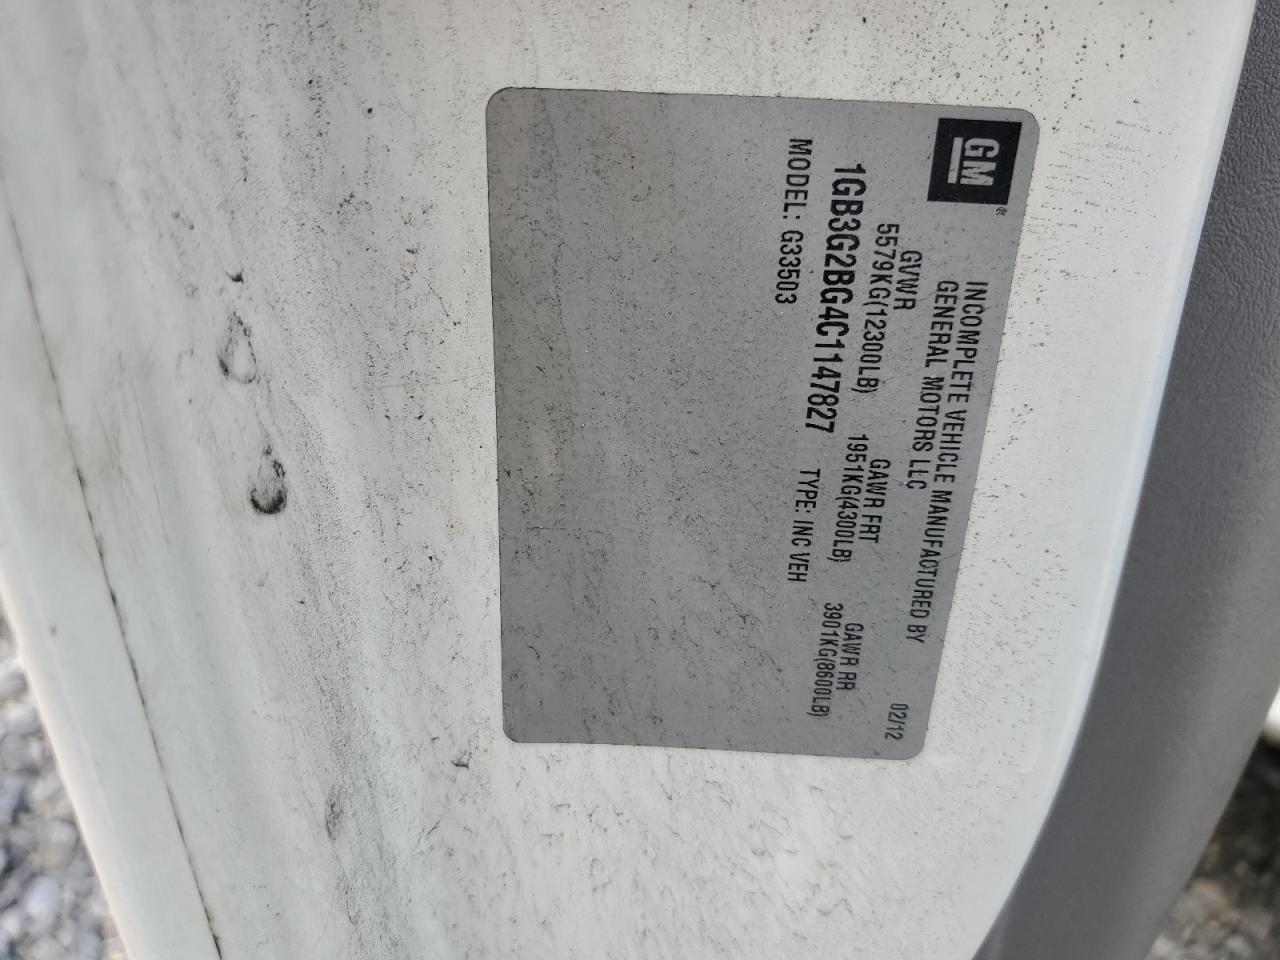 GM
INCOMPLETE VEHICLE MANUFACTURED BY
GENERAL MOTORS LLC 02/12
GVWR GAWR FRT GAWR RR
5579KG(12300LB) 1951KG(4300LB) 3901KG(8600LB)
1GB3G2BG4C1147827 TYPE: INC VEH
MODEL: G33503